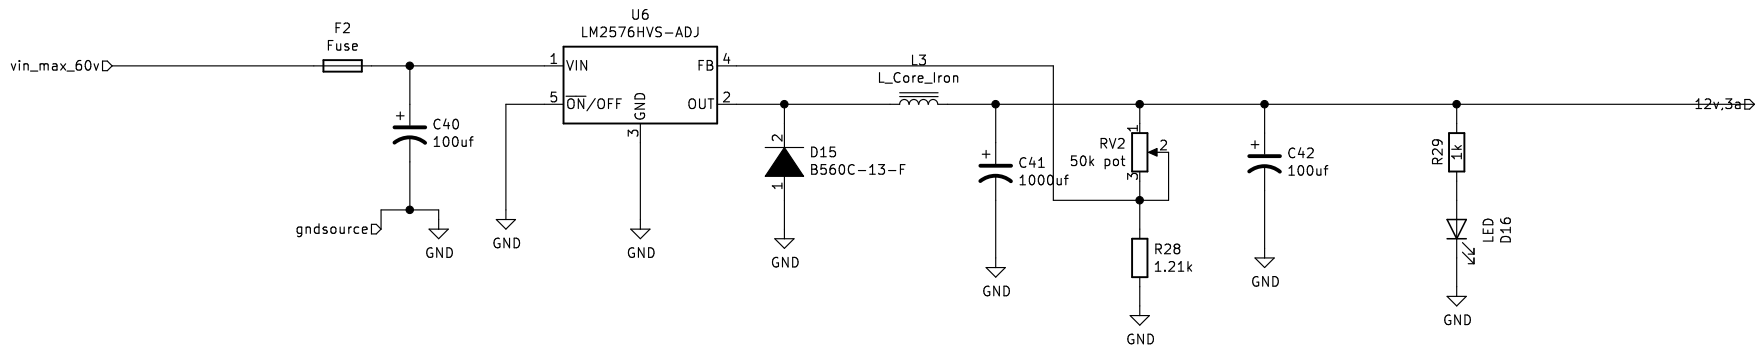 U6
LM2576HVS-ADJ
F2
Fuse
vin_max_60v
1
VIN
FB
4
L3
L_Core_Iron
5
ON/OFF
GND
OUT
2
3
12v,3a
+
C40
100uf
2
D15
B560C-13-F
1
+
C41
1000uf
1
RV2
50k pot
2
3
+
C42
100uf
R29
1k
gndsource
GND
GND
GND
GND
GND
R28
1.21k
GND
GND
LED
D16
GND